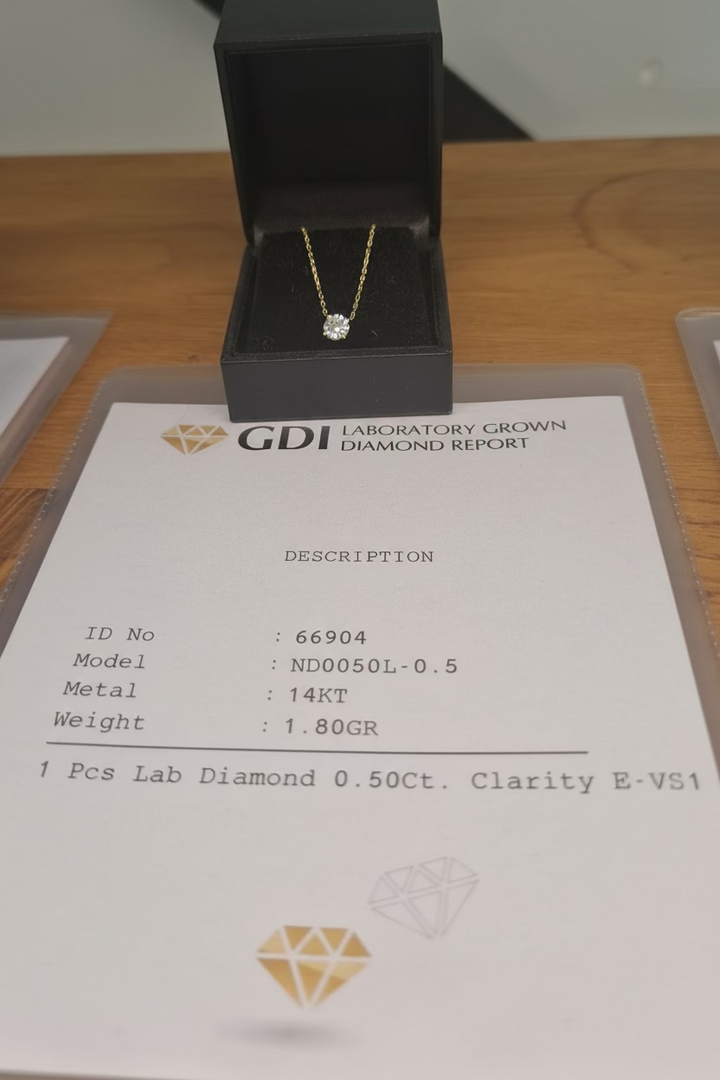 GDI LABORATORY GROWN
DIAMOND REPORT
DESCRIPTION
ID No : 66904
Model : ND0050L-0.5
Metal : 14KT
Weight : 1.80GR
1 Pcs Lab Diamond 0.50Ct. Clarity E-VS1